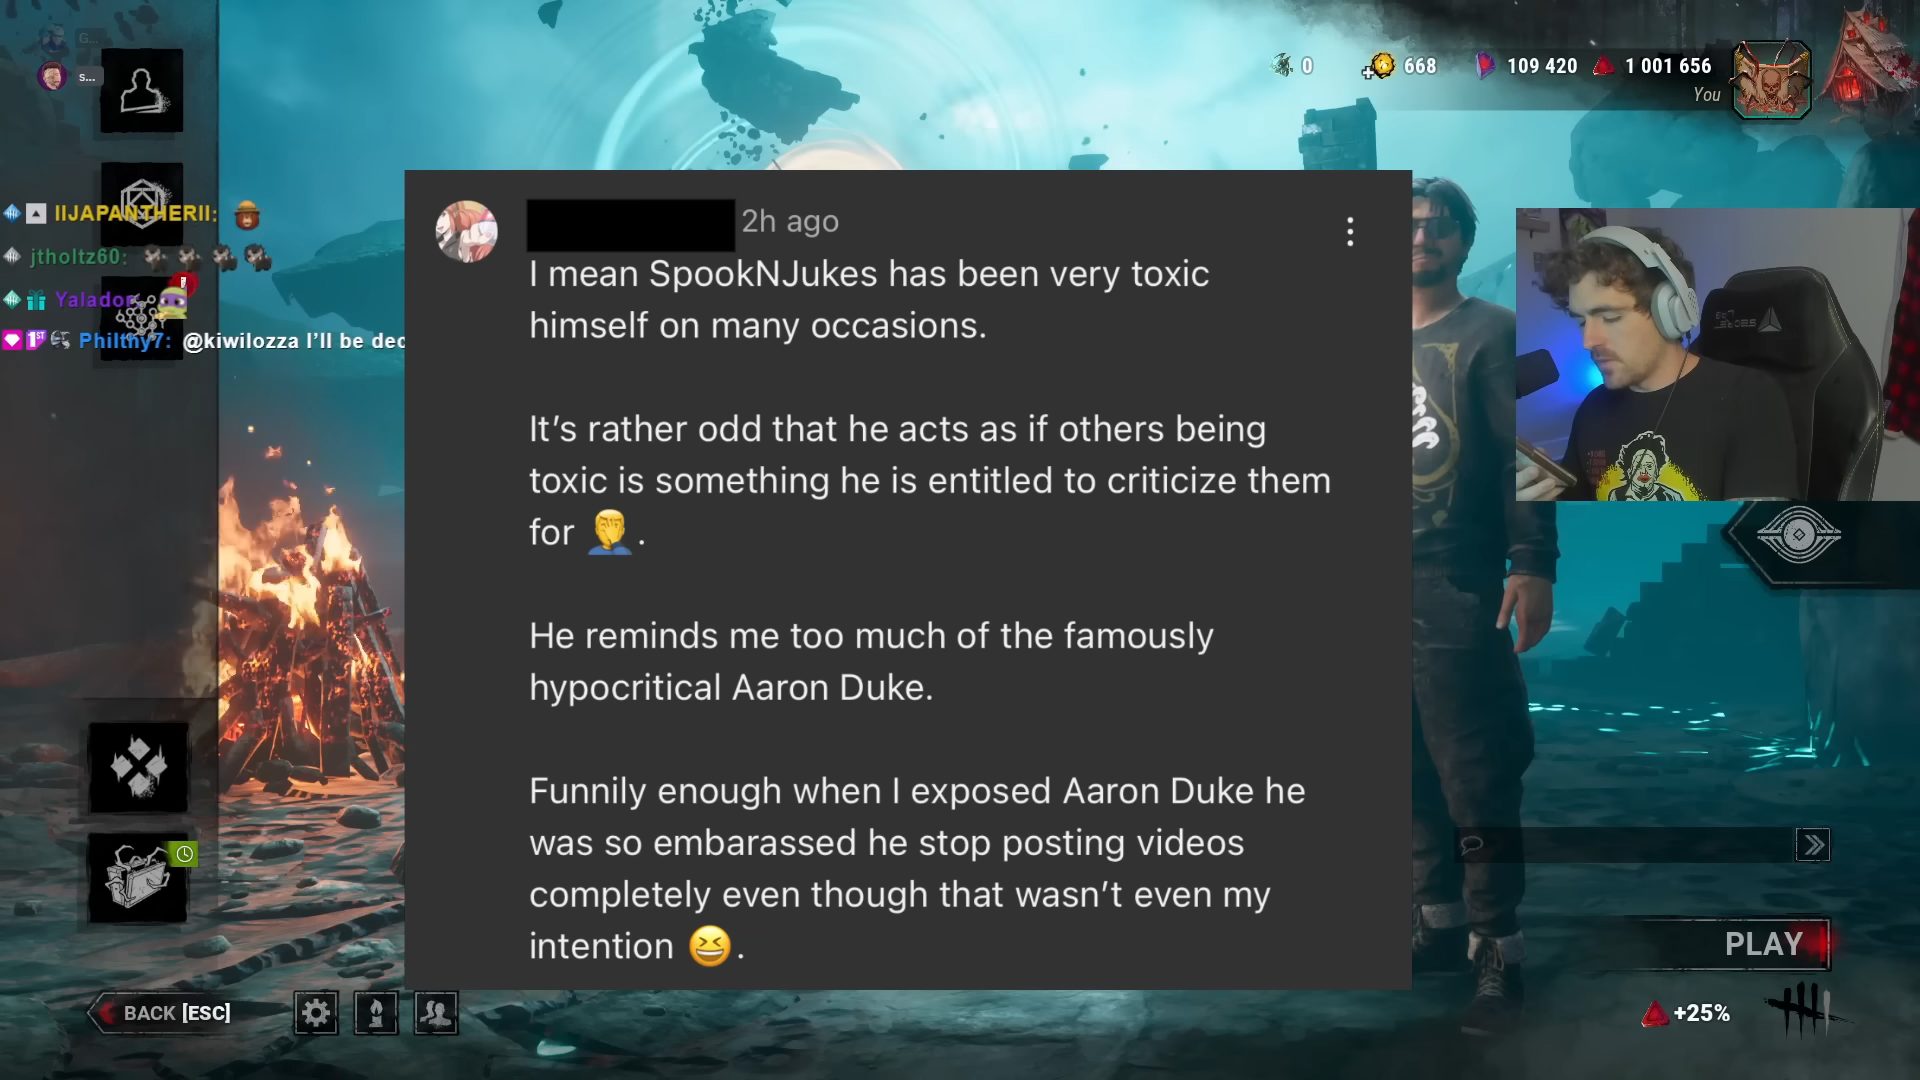 G...
s...
0
668
109 420
1 001 656
You
IIJAPANTHERII:
jtholtz60:
Yalador:
1ST Philthy7: @kiwilozza I'll be dec
2h ago
I mean SpookNJukes has been very toxic
himself on many occasions.
It's rather odd that he acts as if others being
toxic is something he is entitled to criticize them
for 🤦‍♂️.
He reminds me too much of the famously
hypocritical Aaron Duke.
Funnily enough when I exposed Aaron Duke he
was so embarassed he stop posting videos
completely even though that wasn't even my
intention 😆.
PLAY
BACK [ESC]
+25%